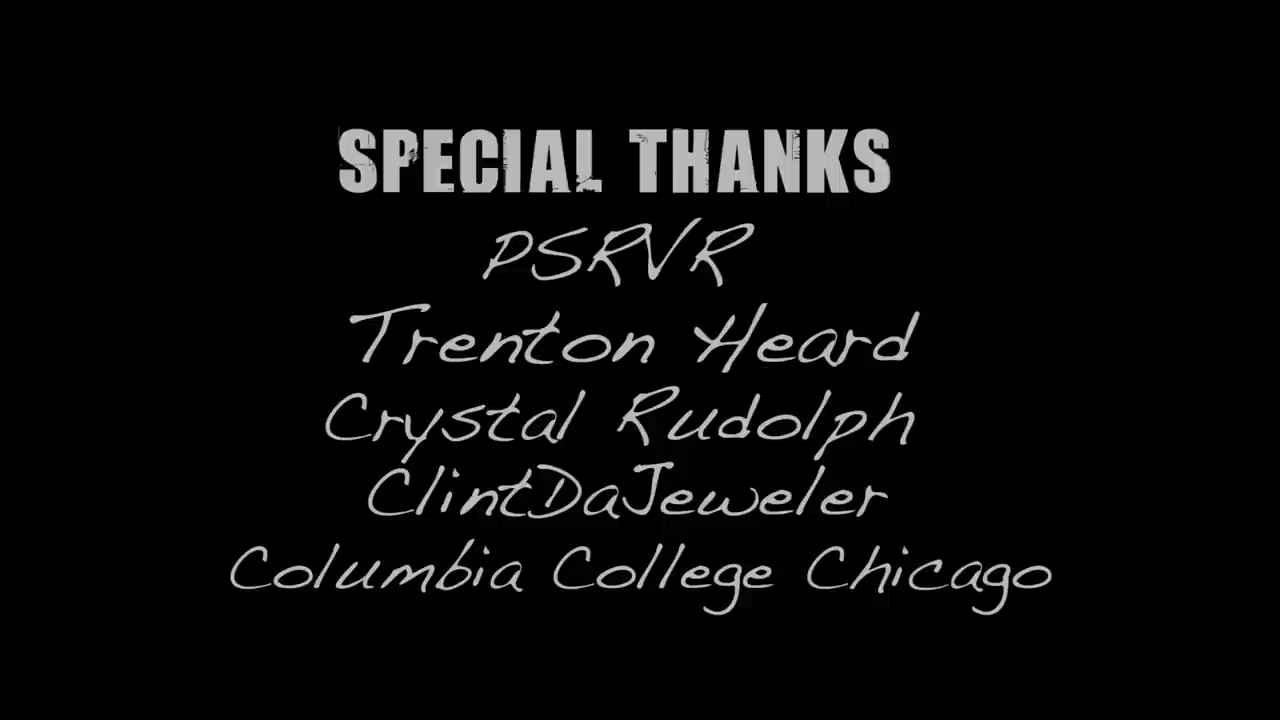 SPECIAL THANKS
PSRVR
Trenton Heard
Crystal Rudolph
ClintDaJeweler
Columbia College Chicago